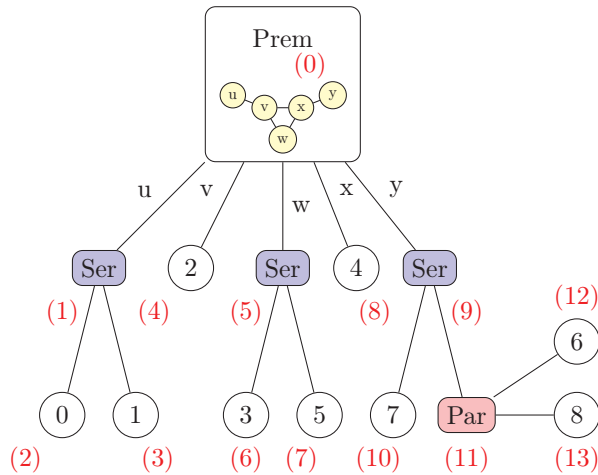 Prem
(0)
u v x y
w
u v w x y
Ser 2 Ser 4 Ser
(1) (4) (5) (8) (9) (12)
6
0 1 3 5 7 Par 8
(2) (3) (6) (7) (10) (11) (13)